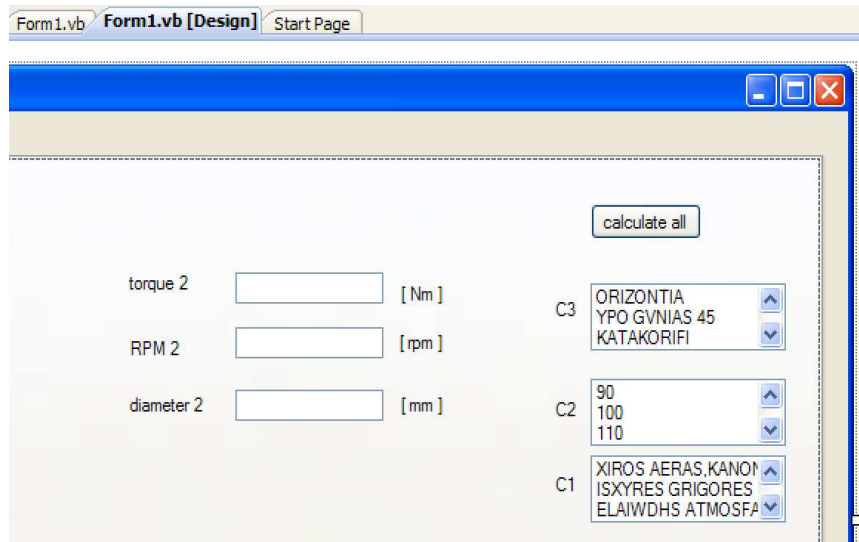 Form1.vb Form1.vb [Design] Start Page
calculate all
torque 2 [ Nm ]
RPM 2 [ rpm ]
diameter 2 [ mm ]
C3
ORIZONTIA
YPO GVNIAS 45
KATAKORIFI
C2
90
100
110
C1
XIROS AERAS,KANON
ISXYRES GRIGORES
ELAIWDHS ATMOSFA